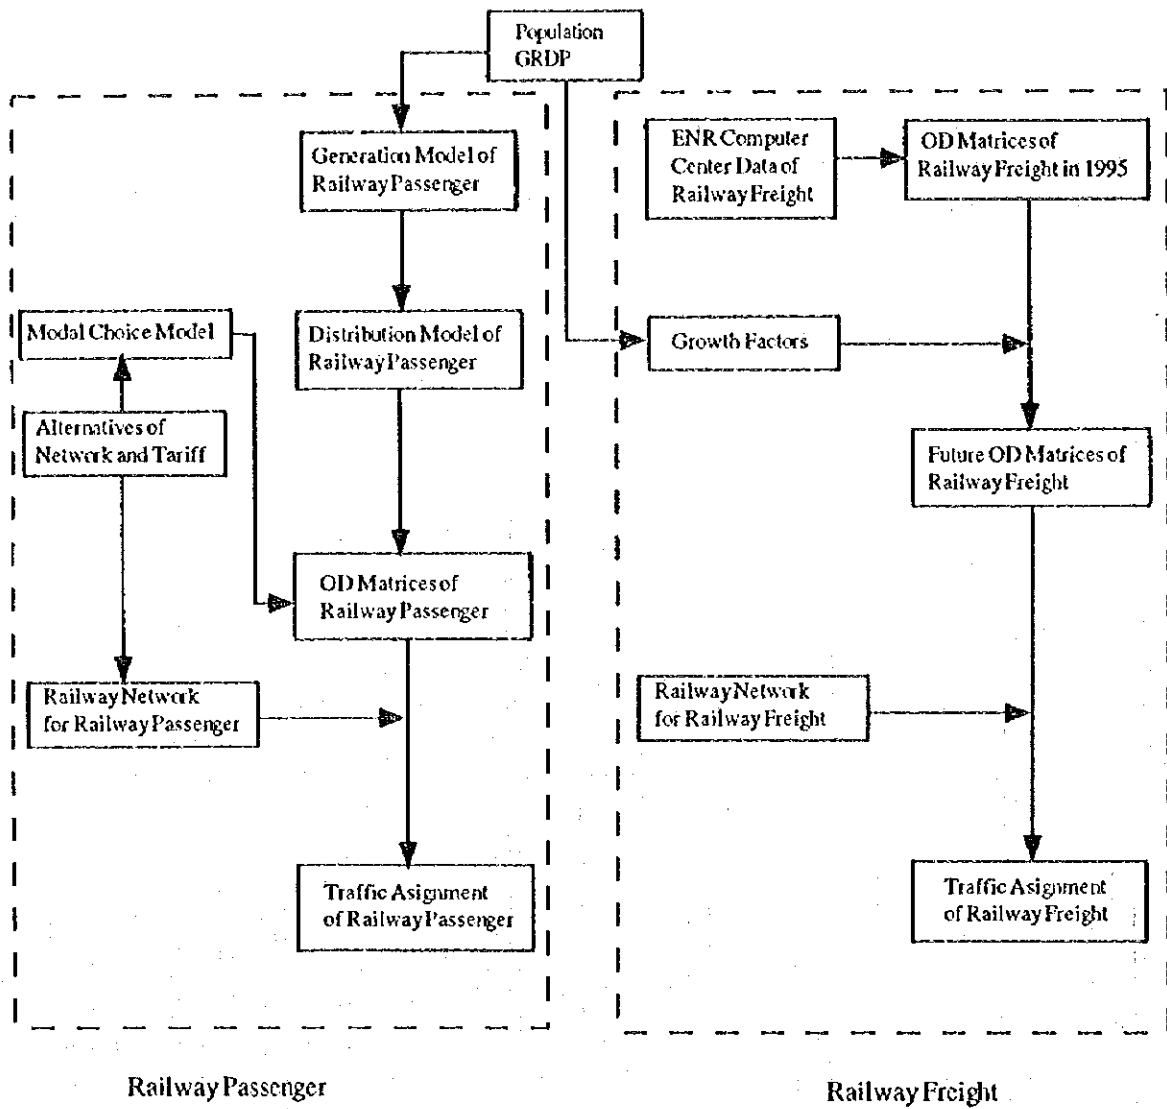 Population
GRDP
Generation Model of
Railway Passenger
Modal Choice Model
Distribution Model of
Railway Passenger
Alternatives of
Network and Tariff
OD Matrices of
Railway Passenger
Railway Network
for Railway Passenger
Traffic Asignment
of Railway Passenger
Railway Passenger
ENR Computer
Center Data of
Railway Freight
OD Matrices of
Railway Freight in 1995
Growth Factors
Future OD Matrices of
Railway Freight
Railway Network
for Railway Freight
Traffic Asignment
of Railway Freight
Railway Freight